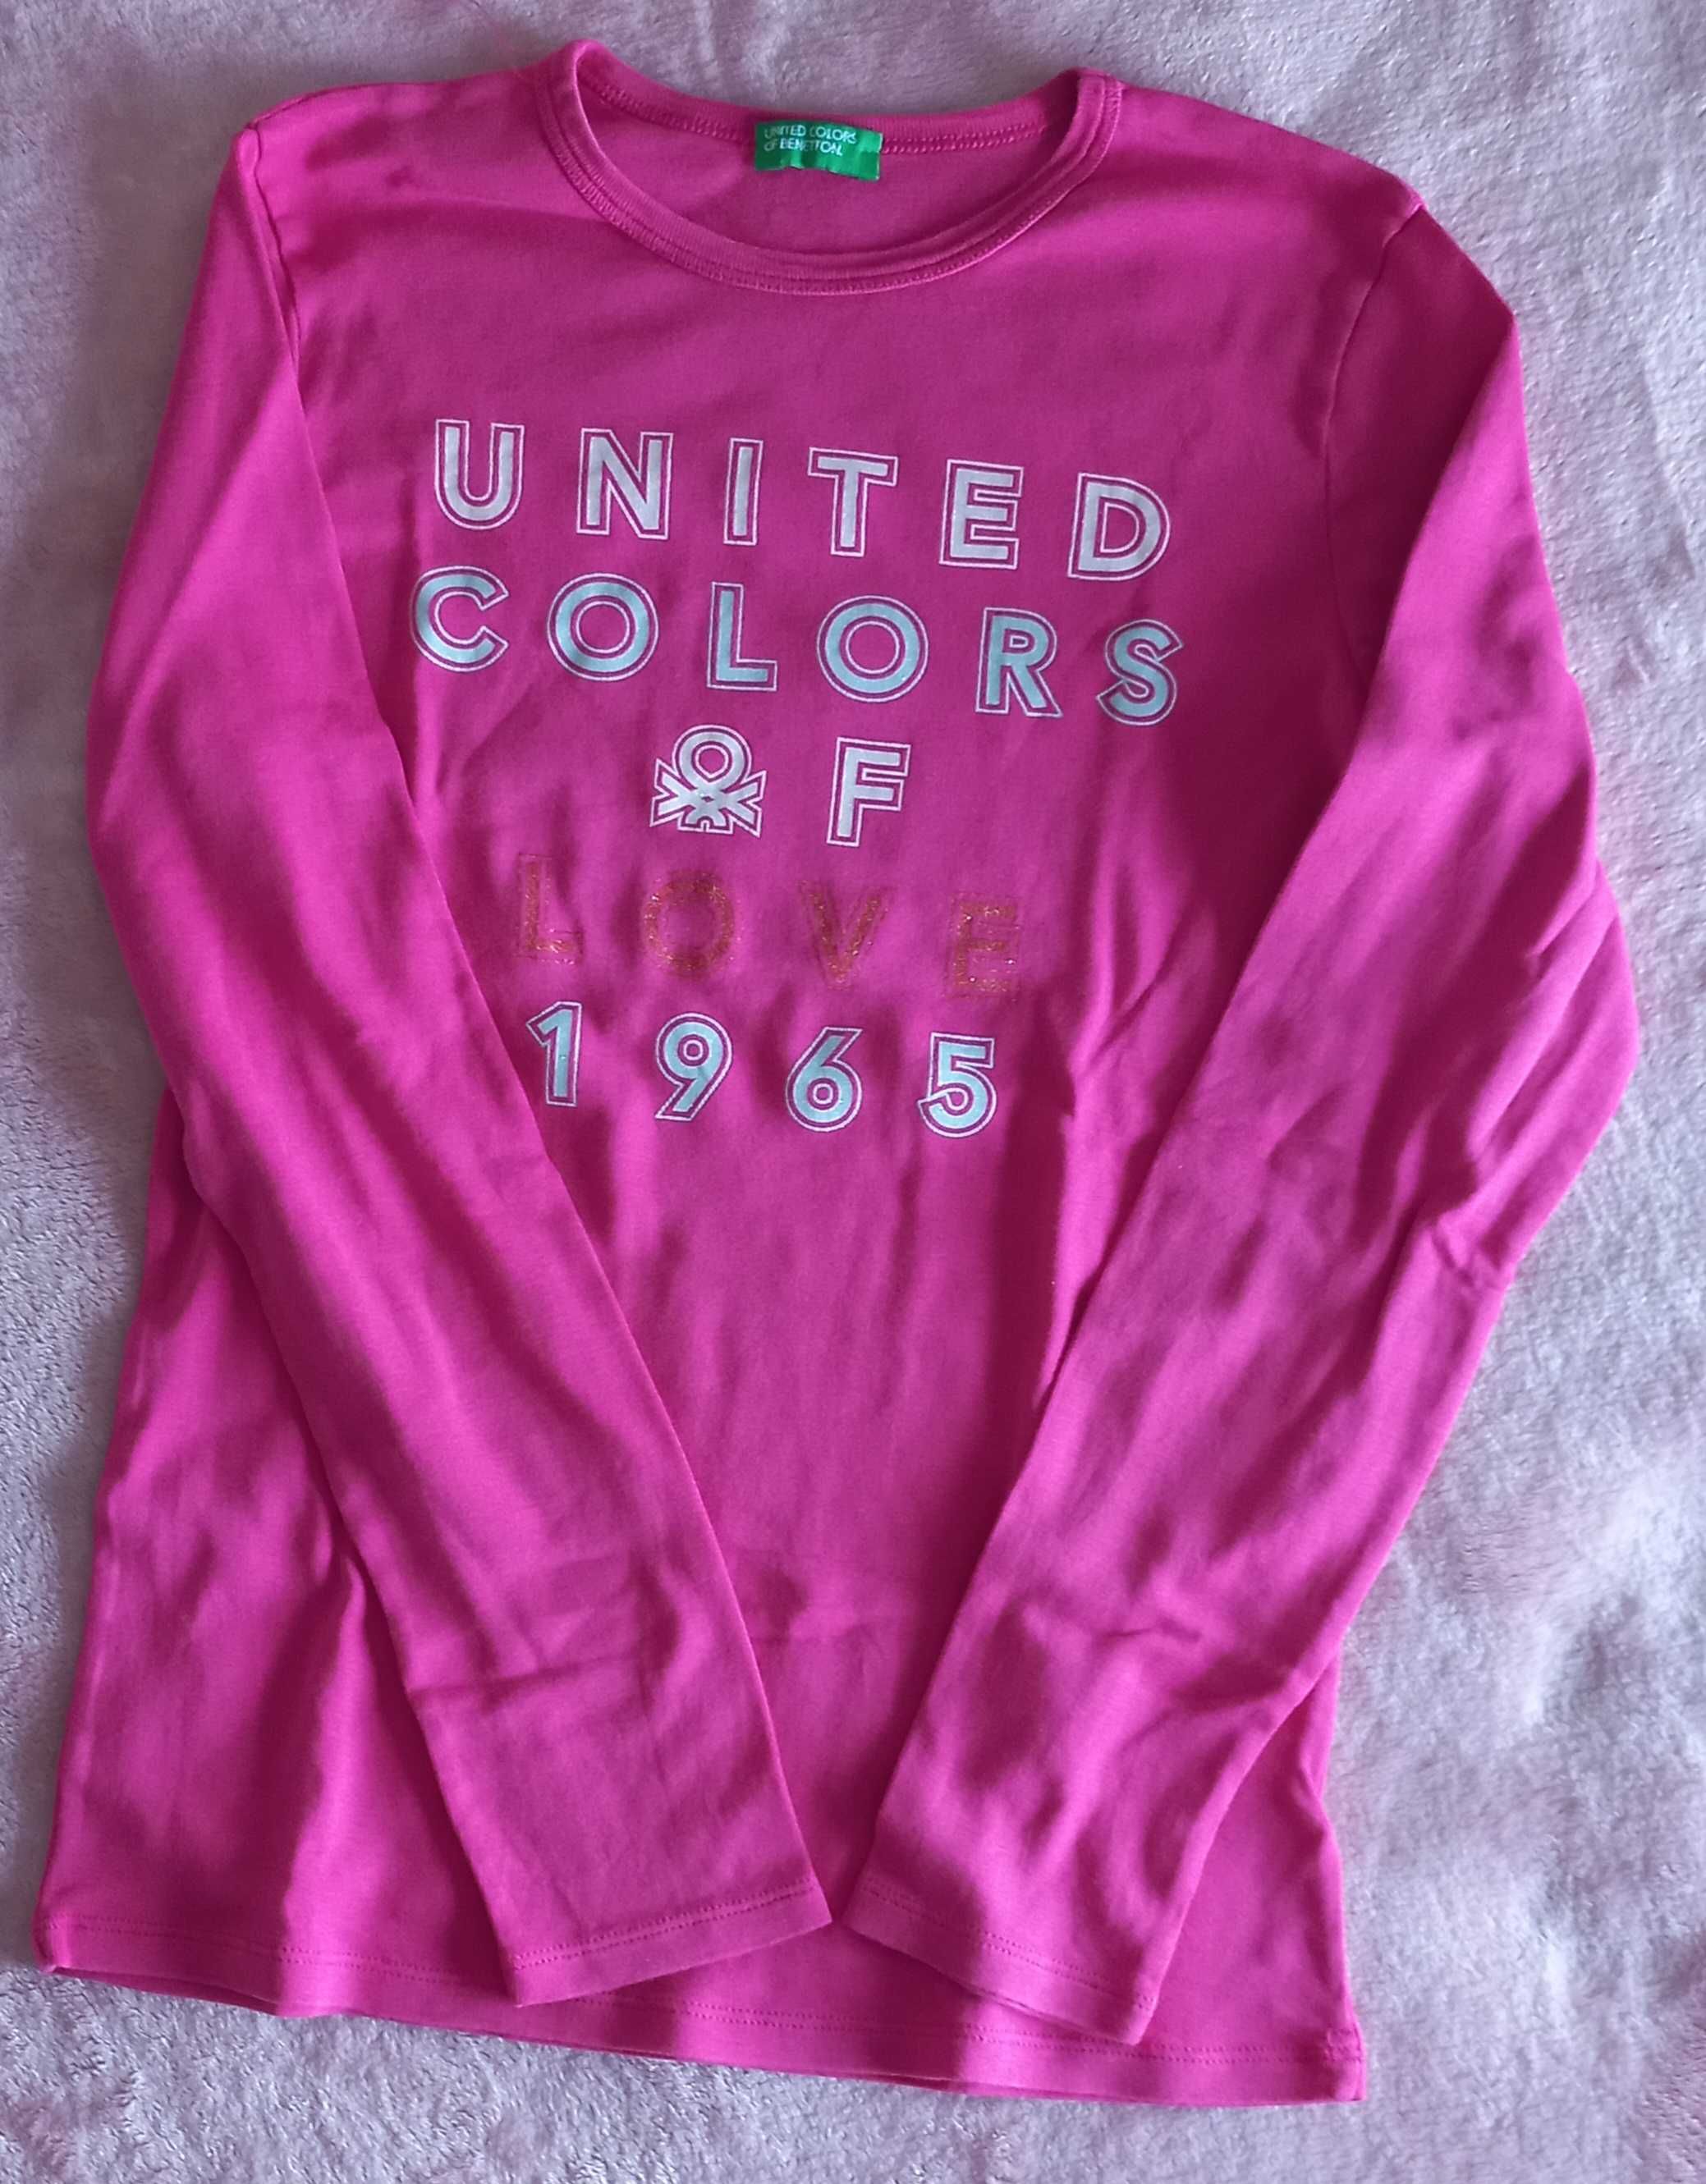 UNITED COLORS
OF BENETTON.
UNITED
COLORS
OF
LOVE
1965